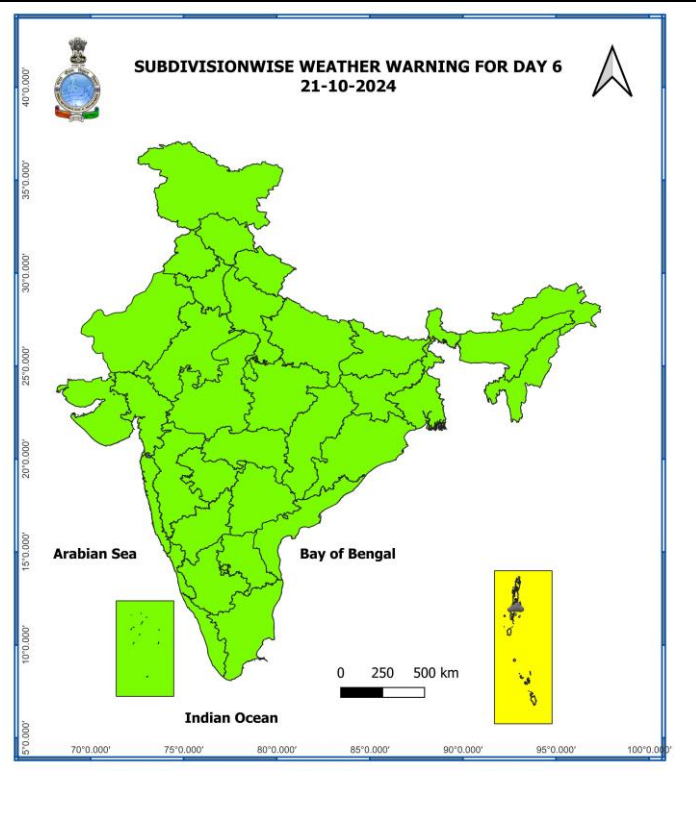 SUBDIVISIONWISE WEATHER WARNING FOR DAY 6
21-10-2024
40°0.000'
35°0.000'
30°0.000'
25°0.000'
20°0.000'
15°0.000'
10°0.000'
5°0.000'
Arabian Sea
Bay of Bengal
0 250 500 km
Indian Ocean
70°0.000' 75°0.000' 80°0.000' 85°0.000' 90°0.000' 95°0.000' 100°0.000'